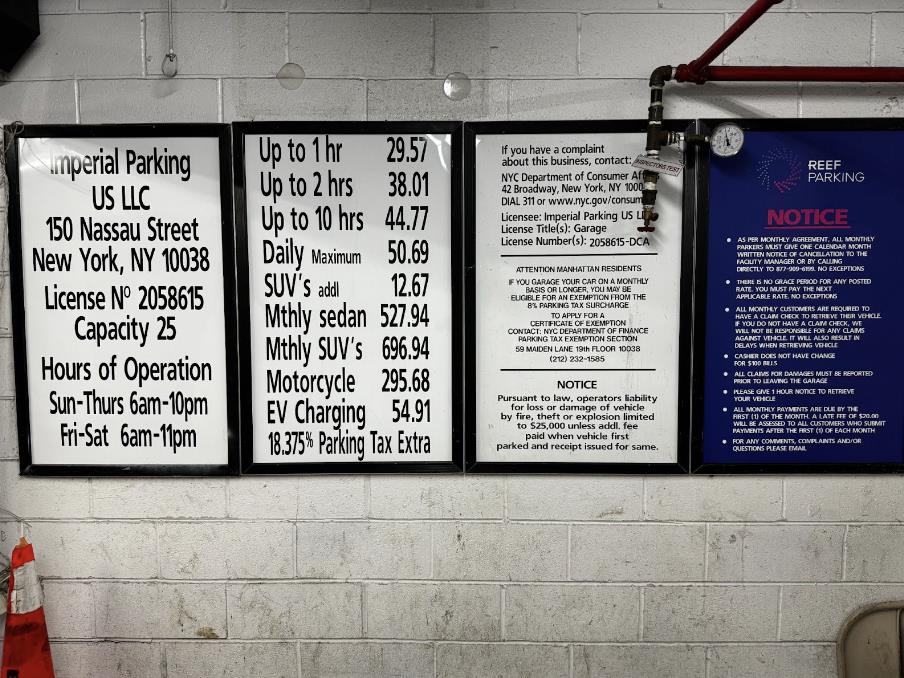 Imperial Parking
US LLC
150 Nassau Street
New York, NY 10038
License Nº 2058615
Capacity 25
Hours of Operation
Sun-Thurs 6am-10pm
Fri-Sat 6am-11pm
Up to 1 hr 29.57
Up to 2 hrs 38.01
Up to 10 hrs 44.77
Daily Maximum 50.69
SUV's addl 12.67
Mthly sedan 527.94
Mthly SUV's 696.94
Motorcycle 295.68
EV Charging 54.91
18.375% Parking Tax Extra
If you have a complaint
about this business, contact:
NYC Department of Consumer Aff
42 Broadway, New York, NY 1000
DIAL 311 or www.nyc.gov/consum
Licensee: Imperial Parking US LL
License Title(s): Garage
License Number(s): 2058615-DCA
ATTENTION MANHATTAN RESIDENTS
IF YOU GARAGE YOUR CAR ON A MONTHLY
BASIS OR LONGER, YOU MAY BE
ELIGIBLE FOR AN EXEMPTION FROM THE
8% PARKING TAX SURCHARGE
TO APPLY FOR A
CERTIFICATE OF EXEMPTION
CONTACT: NYC DEPARTMENT OF FINANCE
PARKING TAX EXEMPTION SECTION
59 MAIDEN LANE 19th FLOOR 10038
(212) 232-1585
NOTICE
Pursuant to law, operators liability
for loss or damage of vehicle
by fire, theft or explosion limited
to $25,000 unless addl. fee
paid when vehicle first
parked and receipt issued for same.
INSPECTORS TEST
REEF
PARKING
NOTICE
• AS PER MONTHLY AGREEMENT, ALL MONTHLY
PARKERS MUST GIVE ONE CALENDAR MONTH
WRITTEN NOTICE OF CANCELLATION TO THE
FACILITY MANAGER OR BY CALLING
DIRECTLY TO 877-909-6199. NO EXCEPTIONS
• THERE IS NO GRACE PERIOD FOR ANY POSTED
RATE. YOU MUST PAY THE NEXT
APPLICABLE RATE. NO EXCEPTIONS
• ALL MONTHLY CUSTOMERS ARE REQUIRED TO
HAVE A CLAIM CHECK TO RETRIEVE THEIR VEHICLE.
IF YOU DO NOT HAVE A CLAIM CHECK, WE
WILL NOT BE RESPONSIBLE FOR ANY CLAIMS
AGAINST VEHICLE. IT WILL ALSO RESULT IN
DELAYS WHEN RETRIEVING VEHICLE
• CASHIER DOES NOT HAVE CHANGE
FOR $100 BILLS
• ALL CLAIMS FOR DAMAGES MUST BE REPORTED
PRIOR TO LEAVING THE GARAGE
• PLEASE GIVE 1 HOUR NOTICE TO RETRIEVE
YOUR VEHICLE
• ALL MONTHLY PAYMENTS ARE DUE BY THE
FIRST (1) OF THE MONTH. A LATE FEE OF $20.00
WILL BE ASSESSED TO ALL CUSTOMERS WHO SUBMIT
PAYMENTS AFTER THE FIRST (1) OF EACH MONTH
• FOR ANY COMMENTS, COMPLAINTS AND/OR
QUESTIONS PLEASE EMAIL